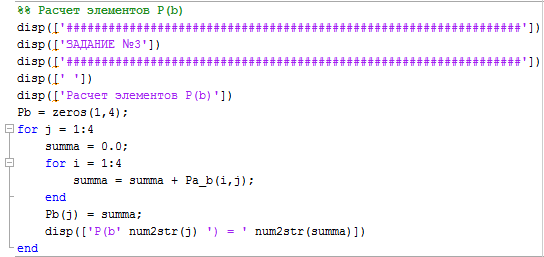 %% Расчет элементов P(b)
disp(['#################################################################'])
disp(['ЗАДАНИЕ №3'])
disp(['#################################################################'])
disp([' '])
disp(['Расчет элементов P(b)'])
Pb = zeros(1,4);
for j = 1:4
    summa = 0.0;
    for i = 1:4
        summa = summa + Pa_b(i,j);
    end
    Pb(j) = summa;
    disp(['P(b' num2str(j) ') = ' num2str(summa)])
end